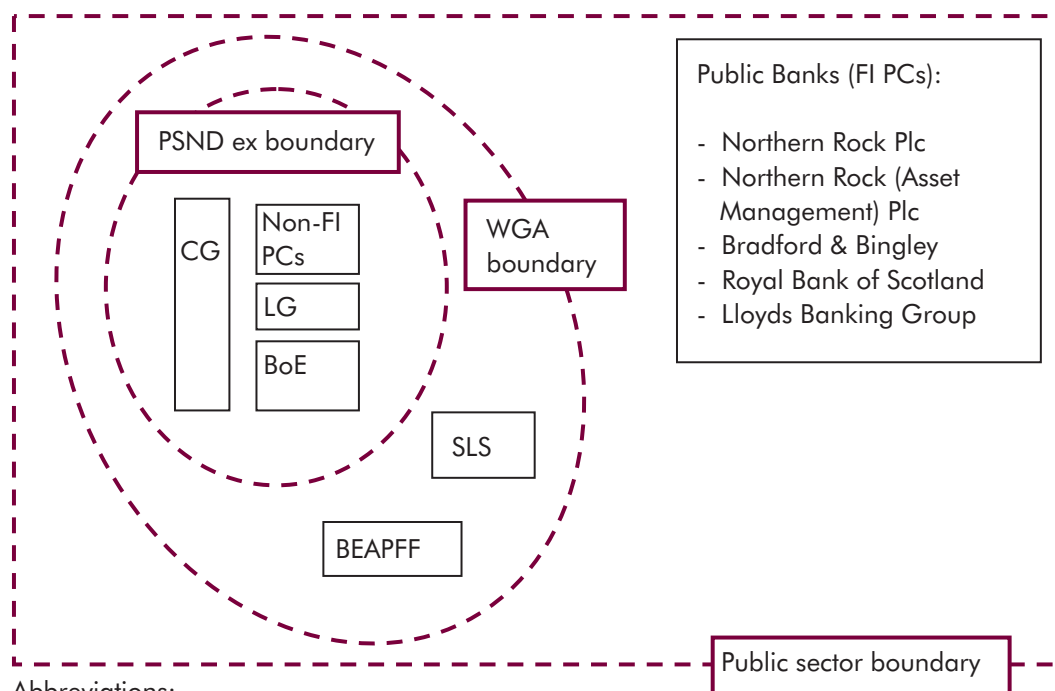 PSND ex boundary
CG
Non-FI
PCs
LG
BoE
WGA
boundary
SLS
BEAPFF
Public Banks (FI PCs):
- Northern Rock Plc
- Northern Rock (Asset
Management) Plc
- Bradford & Bingley
- Royal Bank of Scotland
- Lloyds Banking Group
Public sector boundary
Abbreviations: